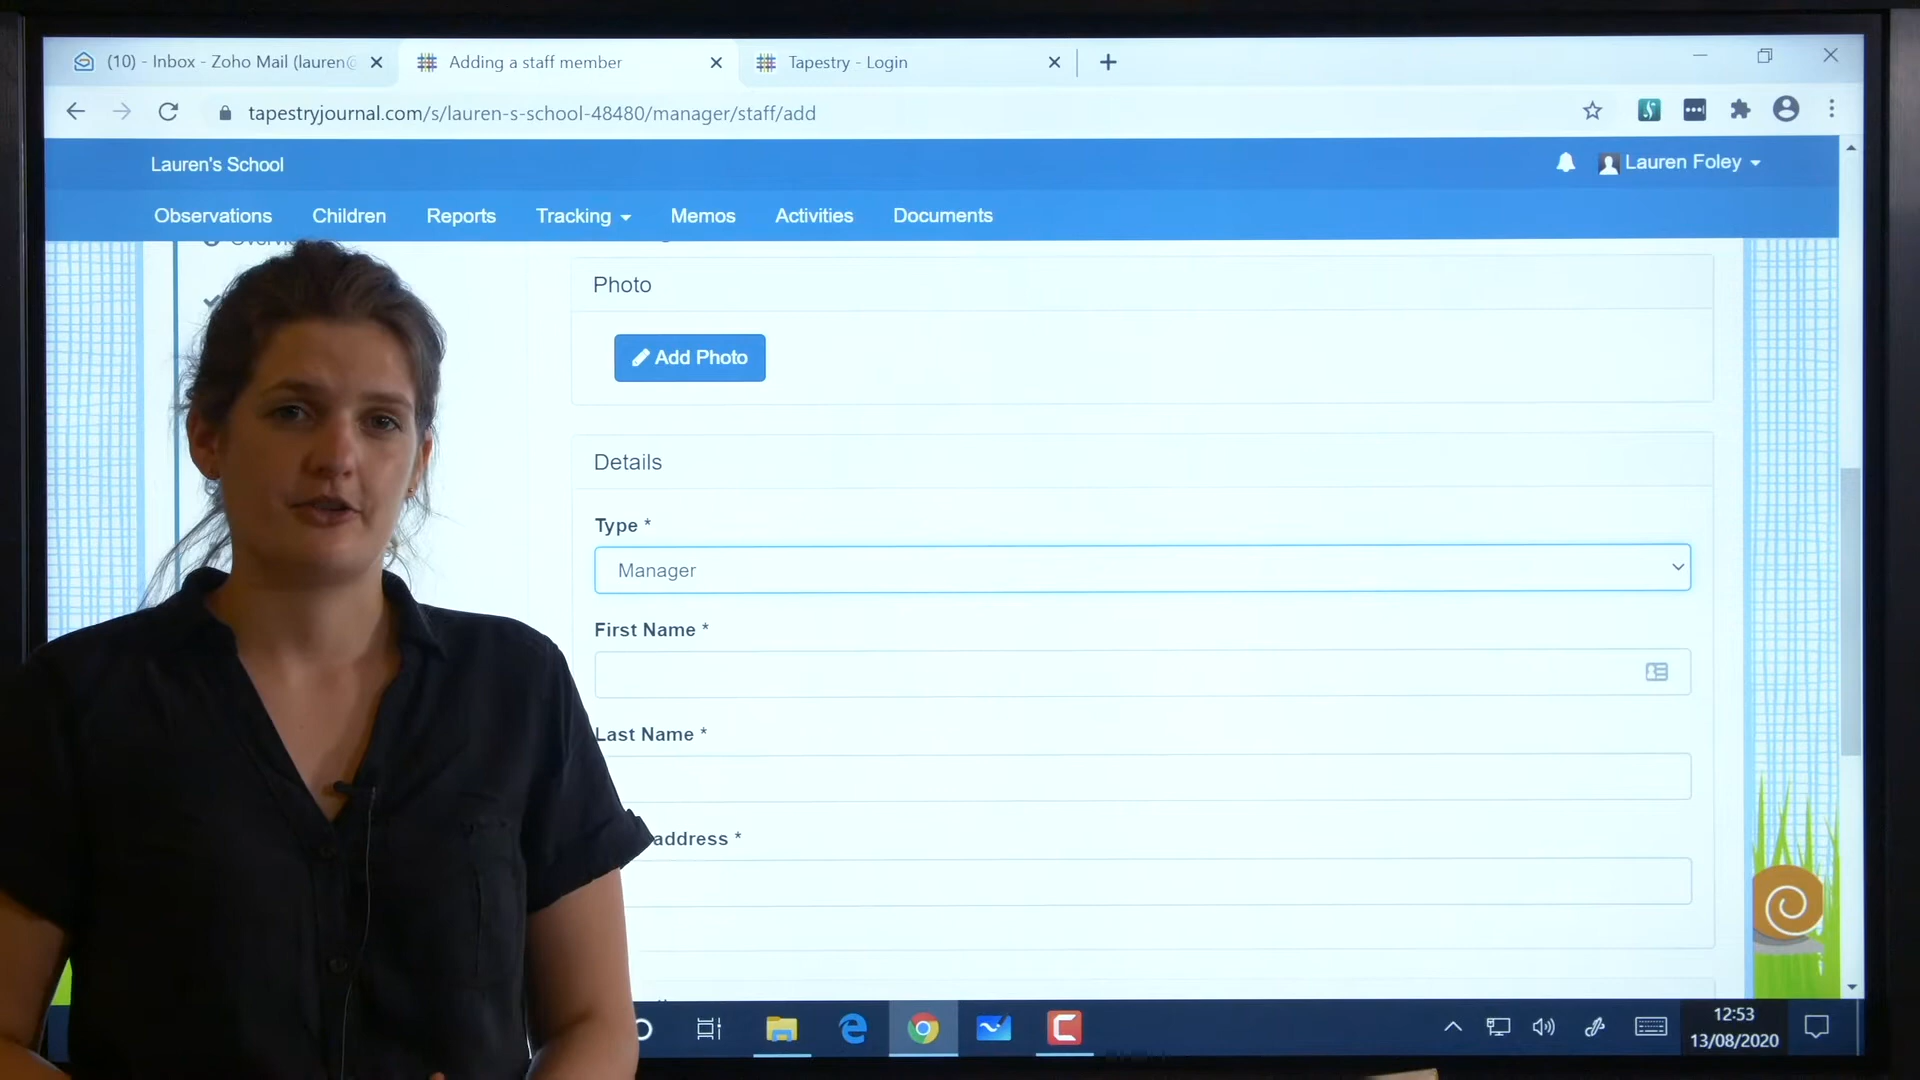 (10) - Inbox - Zoho Mail (lauren@
Adding a staff member
Tapestry - Login
tapestryjournal.com/s/lauren-s-school-48480/manager/staff/add
Lauren's School
Lauren Foley
Observations
Children
Reports
Tracking
Memos
Activities
Documents
Photo
Add Photo
Details
Type *
Manager
First Name *
Last Name *
address *
12:53
13/08/2020